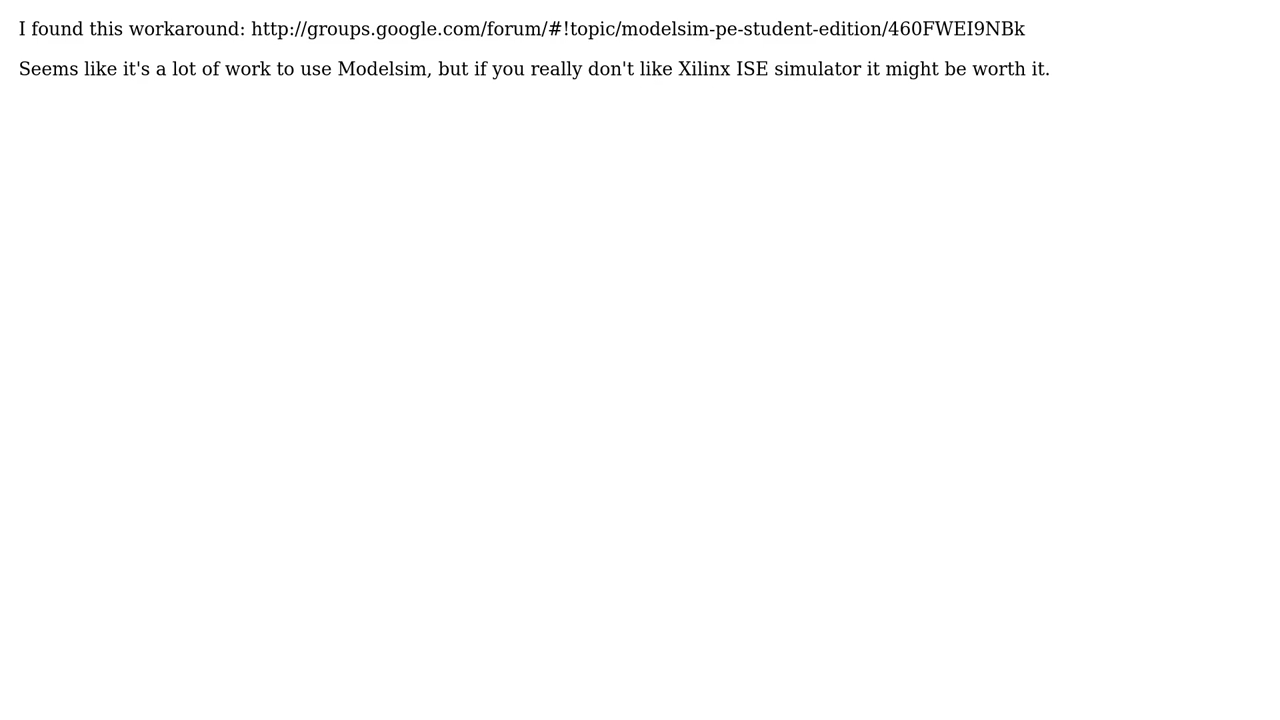 I found this workaround: http://groups.google.com/forum/#!topic/modelsim-pe-student-edition/460FWEI9NBk
Seems like it's a lot of work to use Modelsim, but if you really don't like Xilinx ISE simulator it might be worth it.